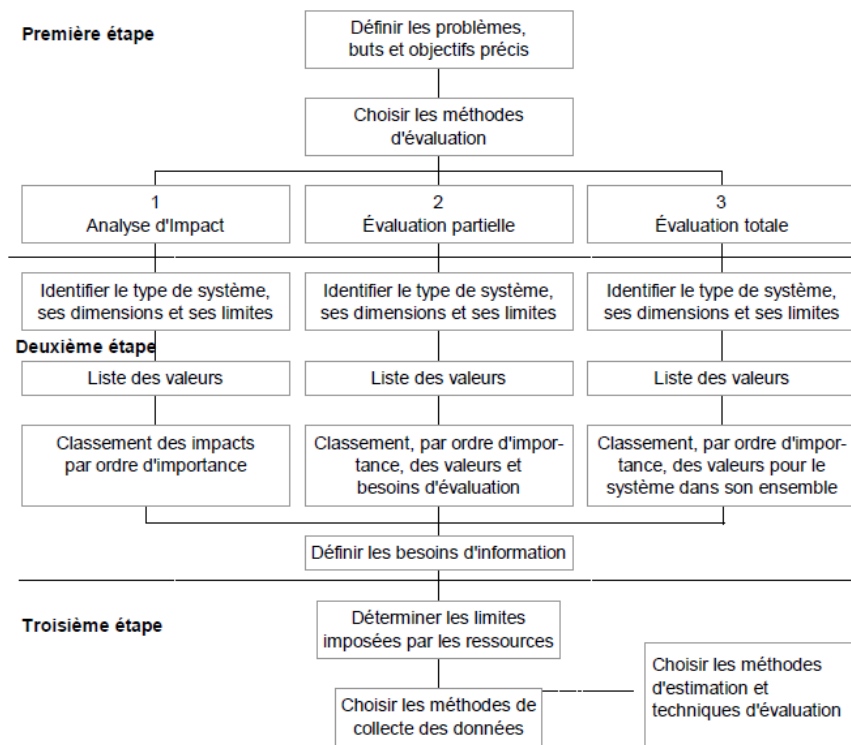 Première étape
Définir les problèmes,
buts et objectifs précis
Choisir les méthodes
d'évaluation
1
Analyse d'Impact
2
Évaluation partielle
3
Évaluation totale
Identifier le type de système,
ses dimensions et ses limites
Identifier le type de système,
ses dimensions et ses limites
Identifier le type de système,
ses dimensions et ses limites
Deuxième étape
Liste des valeurs
Liste des valeurs
Liste des valeurs
Classement des impacts
par ordre d'importance
Classement, par ordre d'impor-
tance, des valeurs et
besoins d'évaluation
Classement, par ordre d'impor-
tance, des valeurs pour le
système dans son ensemble
Définir les besoins d'information
Troisième étape
Déterminer les limites
imposées par les ressources
Choisir les méthodes de
collecte des données
Choisir les méthodes
d'estimation et
techniques d'évaluation